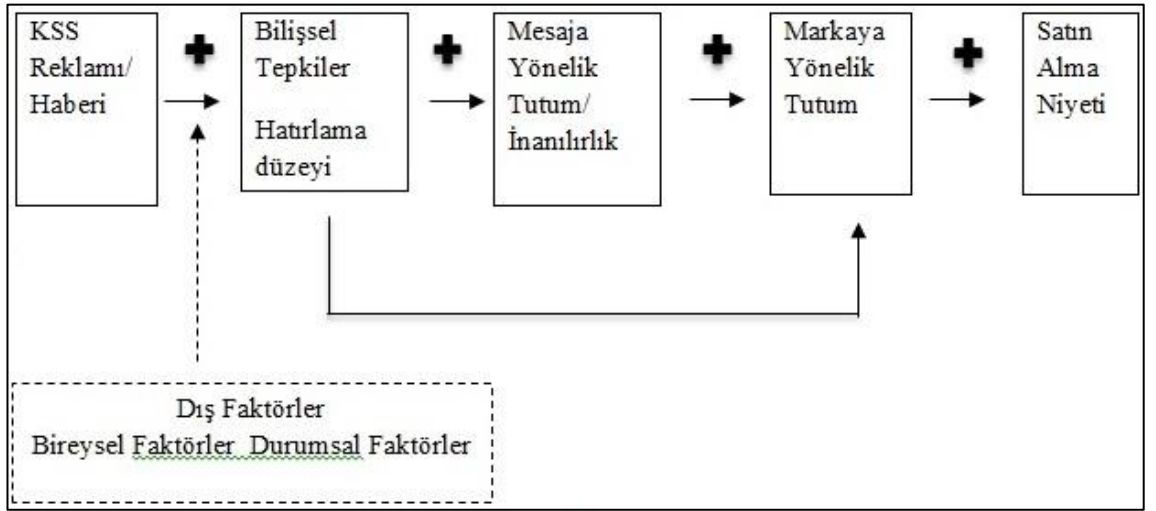 KSS
Reklamı/
Haberi
Bilişsel
Tepkiler
Hatırlama
düzeyi
Mesaja
Yönelik
Tutum/
İnanılırlık
Markaya
Yönelik
Tutum
Satın
Alma
Niyeti
Dış Faktörler
Bireysel Faktörler Durumsal Faktörler